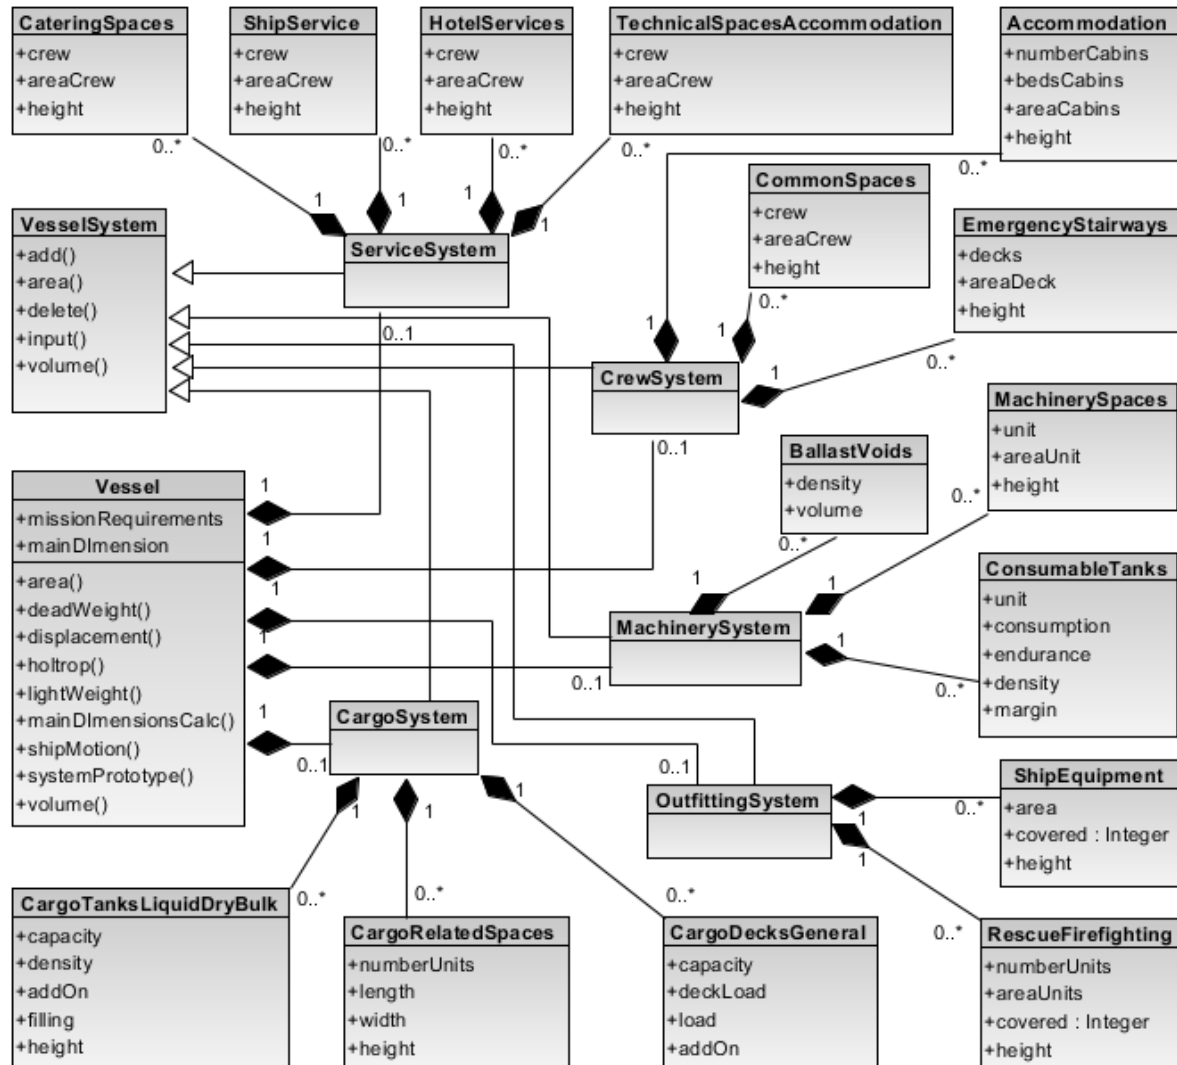 CateringSpaces
+crew
+areaCrew
+height
ShipService
+crew
+areaCrew
+height
HotelServices
+crew
+areaCrew
+height
TechnicalSpacesAccommodation
+crew
+areaCrew
+height
Accommodation
+numberCabins
+bedsCabins
+areaCabins
+height
0..*
0..*
0..*
0..*
0..*
1
1
1
1
VesselSystem
+add()
+area()
+delete()
+input()
+volume()
ServiceSystem
0..1
CommonSpaces
+crew
+areaCrew
+height
0..*
EmergencyStairways
+decks
+areaDeck
+height
0..*
1
1
1
CrewSystem
0..1
MachinerySpaces
+unit
+areaUnit
+height
0..*
BallastVoids
+density
+volume
0..*
Vessel
+missionRequirements
+mainDImension
+area()
+deadWeight()
+displacement()
+holtrop()
+lightWeight()
+mainDImensionsCalc()
+shipMotion()
+systemPrototype()
+volume()
1
1
1
1
1
ConsumableTanks
+unit
+consumption
+endurance
+density
+margin
0..*
1
1
1
MachinerySystem
0..1
CargoSystem
0..1
1
1
1
0..1
OutfittingSystem
1
1
ShipEquipment
+area
+covered : Integer
+height
0..*
0..*
0..*
0..*
0..*
CargoTanksLiquidDryBulk
+capacity
+density
+addOn
+filling
+height
CargoRelatedSpaces
+numberUnits
+length
+width
+height
CargoDecksGeneral
+capacity
+deckLoad
+load
+addOn
RescueFirefighting
+numberUnits
+areaUnits
+covered : Integer
+height